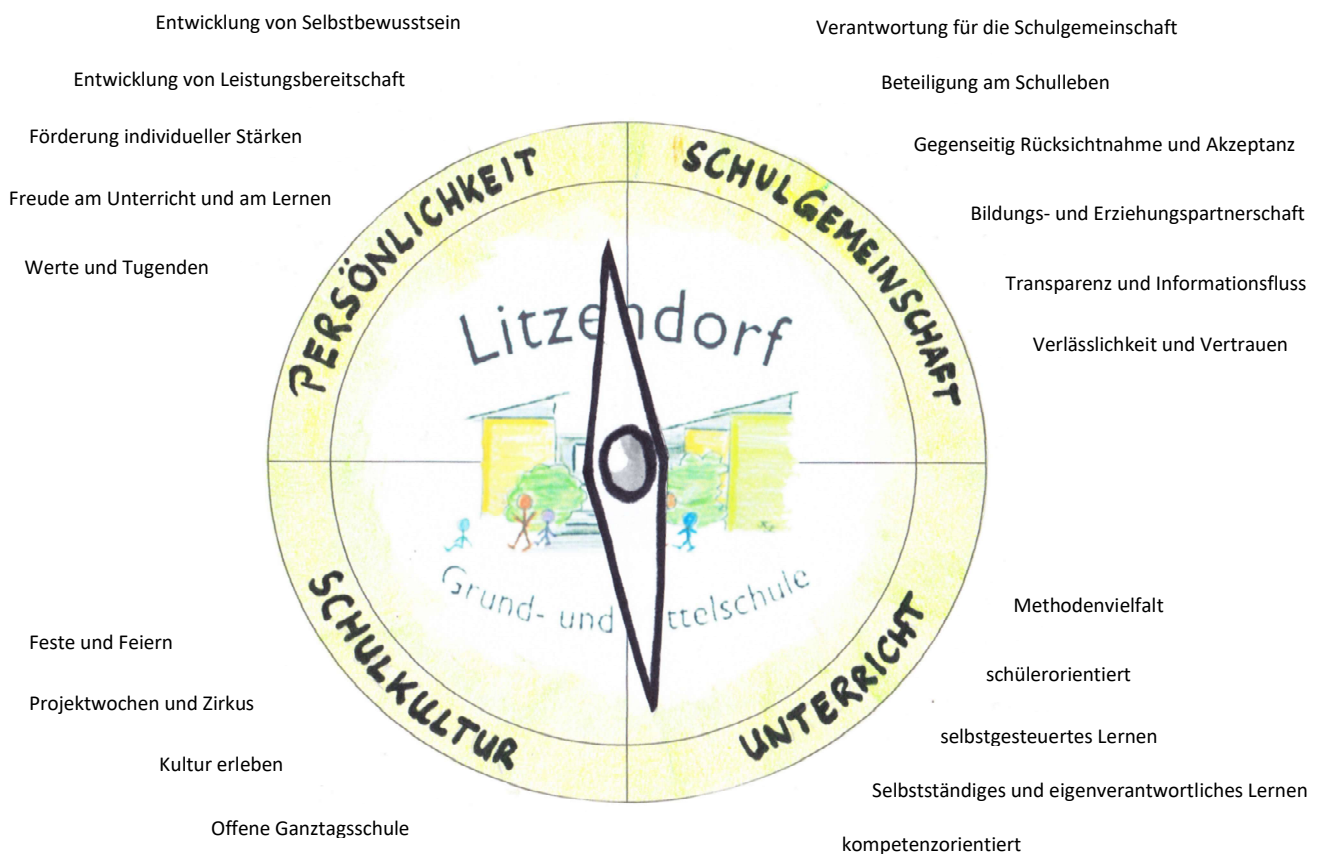 Entwicklung von Selbstbewusstsein
Entwicklung von Leistungsbereitschaft
Förderung individueller Stärken
Freude am Unterricht und am Lernen
Werte und Tugenden
Verantwortung für die Schulgemeinschaft
Beteiligung am Schulleben
Gegenseitig Rücksichtnahme und Akzeptanz
Bildungs- und Erziehungspartnerschaft
Transparenz und Informationsfluss
Verlässlichkeit und Vertrauen
PERSÖNLICHKEIT
SCHULGEMEINSCHAFT
Litzendorf
Grund- und ttelschule
SCHULKULTUR
UNTERRICHT
Feste und Feiern
Projektwochen und Zirkus
Kultur erleben
Offene Ganztagsschule
Methodenvielfalt
schülerorientiert
selbstgesteuertes Lernen
Selbstständiges und eigenverantwortliches Lernen
kompetenzorientiert